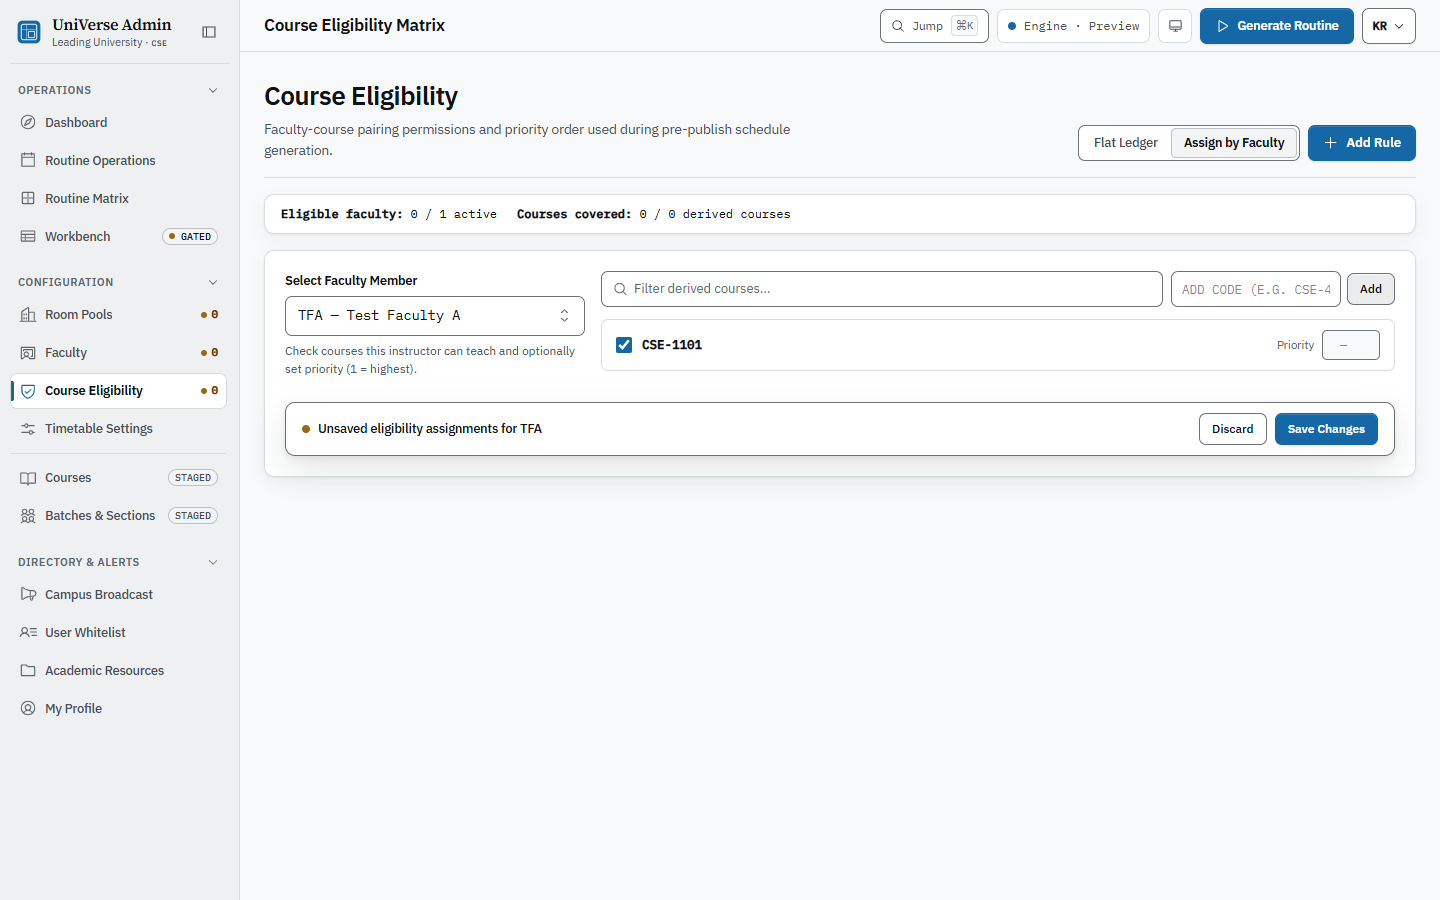 UniVerse Admin
Leading University · CSE
Course Eligibility Matrix
Jump ⌘K
Engine · Preview
Generate Routine
KR
OPERATIONS
Dashboard
Routine Operations
Routine Matrix
Workbench GATED
CONFIGURATION
Room Pools 0
Faculty 0
Course Eligibility 0
Timetable Settings
Courses STAGED
Batches & Sections STAGED
DIRECTORY & ALERTS
Campus Broadcast
User Whitelist
Academic Resources
My Profile
Course Eligibility
Faculty-course pairing permissions and priority order used during pre-publish schedule
generation.
Flat Ledger Assign by Faculty
Add Rule
Eligible faculty: 0 / 1 active Courses covered: 0 / 0 derived courses
Select Faculty Member
TFA — Test Faculty A
Check courses this instructor can teach and optionally
set priority (1 = highest).
Filter derived courses...
ADD CODE (E.G. CSE-4
Add
CSE-1101 Priority –
Unsaved eligibility assignments for TFA
Discard
Save Changes